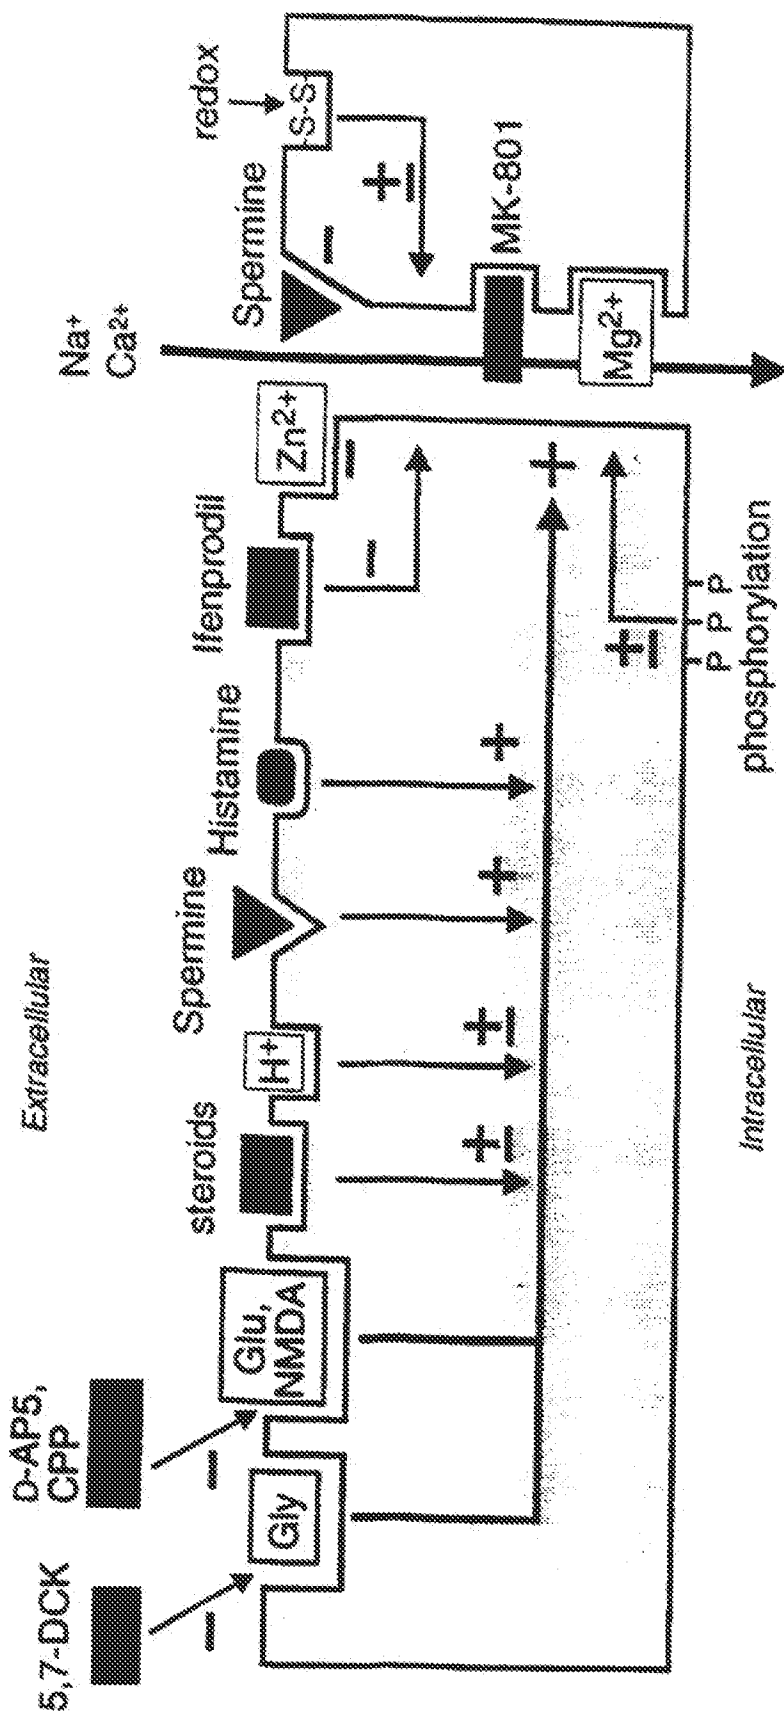 Extracellular
5,7-DCK
D-AP5,
CPP
Na⁺
Ca²⁺
−
−
Gly
Glu,
NMDA
steroids
H⁺
Spermine
Histamine
Ifenprodil
Zn²⁺
Spermine
redox
-S-S-
±
±
+
+
−
−
−
±
+
MK-801
Mg²⁺
±
P P P
phosphorylation
Intracellular